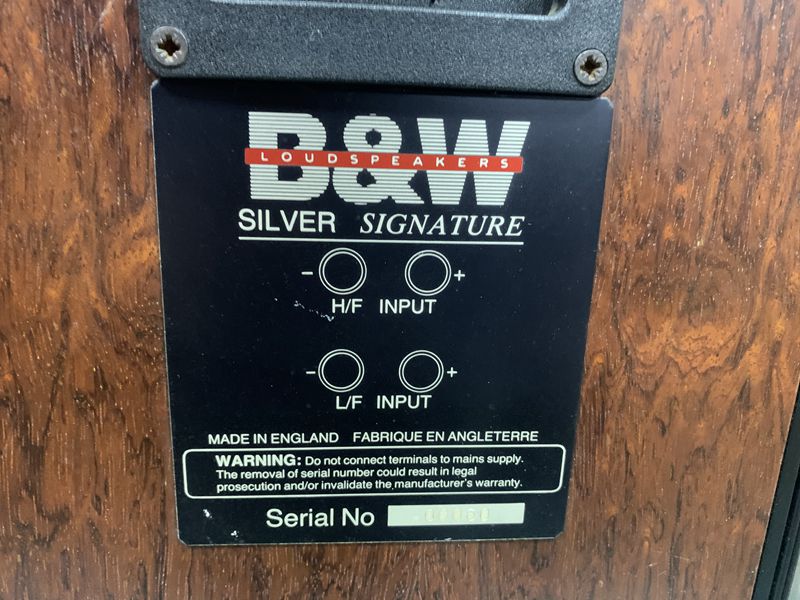 B&W
LOUDSPEAKERS
SILVER SIGNATURE
- +
H/F INPUT
- +
L/F INPUT
MADE IN ENGLAND FABRIQUE EN ANGLETERRE
WARNING: Do not connect terminals to mains supply.
The removal of serial number could result in legal
prosecution and/or invalidate the manufacturer's warranty.
Serial No